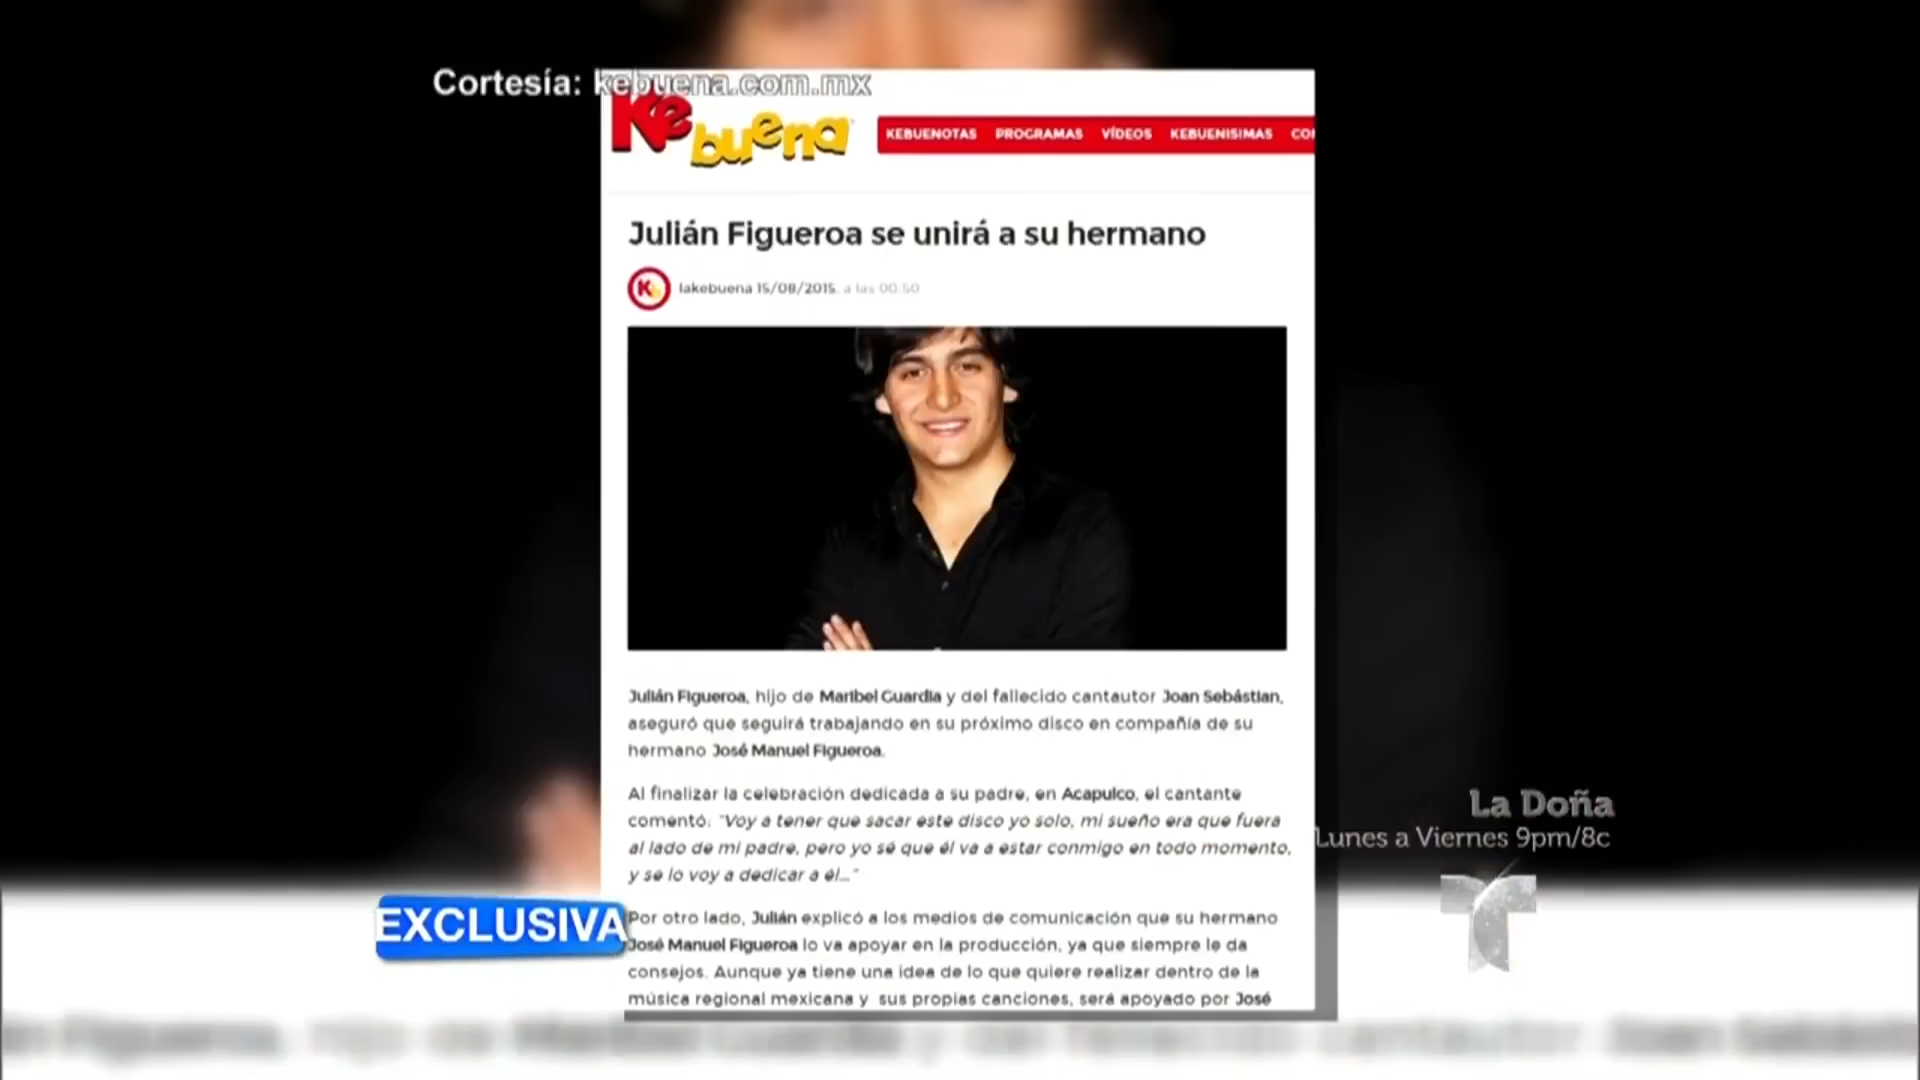 Cortesía: kebuena.com.mx
Ke buena
KEBUENOTAS PROGRAMAS VÍDEOS KEBUENISIMAS
Julián Figueroa se unirá a su hermano
lakebuena 15/08/2015. a las 00:50
Julián Figueroa, hijo de Maribel Guardia y del fallecido cantautor Joan Sebástian,
aseguró que seguirá trabajando en su próximo disco en compañía de su
hermano José Manuel Figueroa.
Al finalizar la celebración dedicada a su padre, en Acapulco, el cantante
comentó: "Voy a tener que sacar este disco yo solo, mi sueño era que fuera
al lado de mi padre, pero yo sé que él va a estar conmigo en todo momento,
y se lo voy a dedicar a él..."
Por otro lado, Julián explicó a los medios de comunicación que su hermano
José Manuel Figueroa lo va apoyar en la producción, ya que siempre le da
consejos. Aunque ya tiene una idea de lo que quiere realizar dentro de la
música regional mexicana y sus propias canciones, será apoyado por José
EXCLUSIVA
La Doña
Lunes a Viernes 9pm/8c